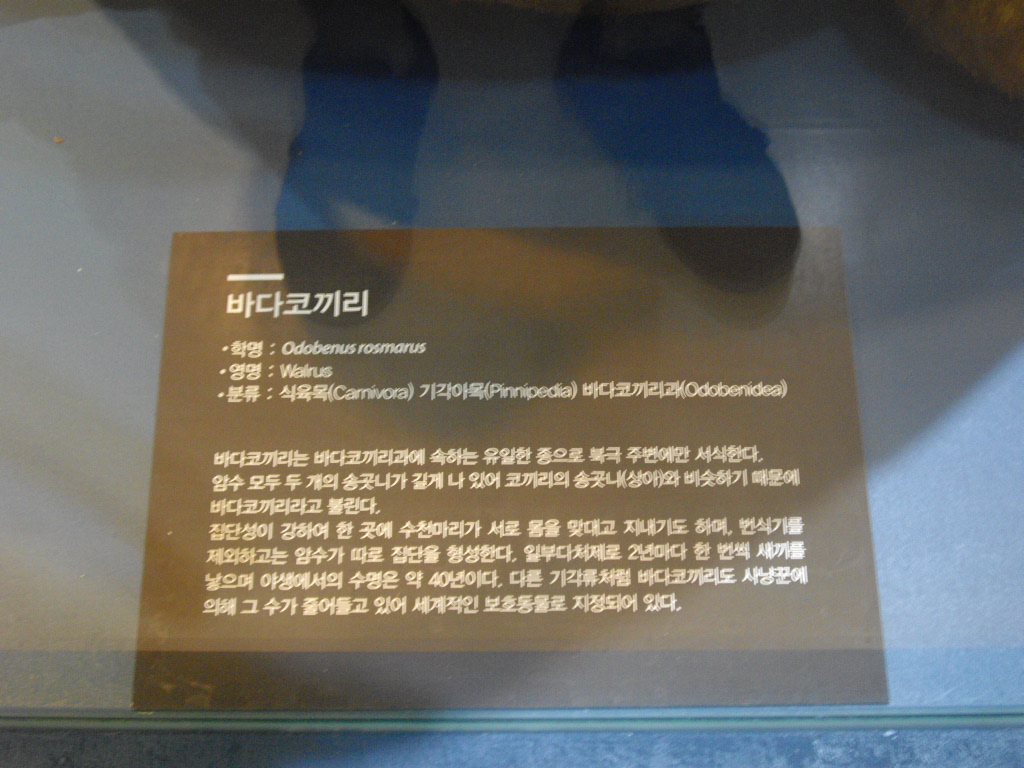 바다코끼리
• 학명 : Odobenus rosmarus
• 영명 : Walrus
• 분류 : 식육목(Carnivora) 기각아목(Pinnipedia) 바다코끼리과(Odobenidea)
바다코끼리는 바다코끼리과에 속하는 유일한 종으로 북극 주변에만 서식한다.
암수 모두 두 개의 송곳니가 길게 나 있어 코끼리의 송곳니(상아)와 비슷하기 때문에
바다코끼리라고 불린다.
집단성이 강하여 한 곳에 수천마리가 서로 몸을 맞대고 지내기도 하며, 번식기를
제외하고는 암수가 따로 집단을 형성한다. 일부다처제로 2년마다 한 번씩 새끼를
낳으며 야생에서의 수명은 약 40년이다. 다른 기각류처럼 바다코끼리도 사냥꾼에
의해 그 수가 줄어들고 있어 세계적인 보호동물로 지정되어 있다.